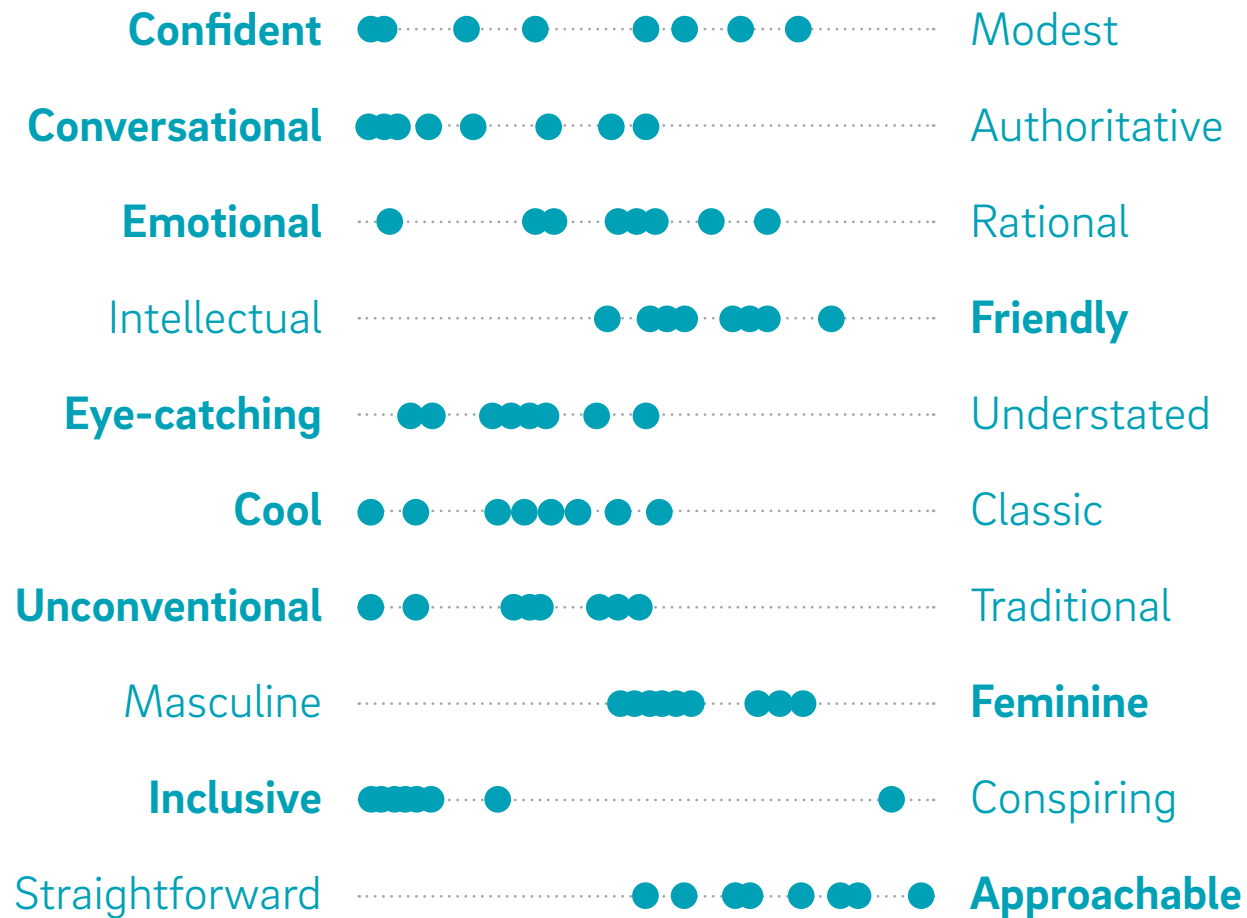 Confident Modest
Conversational Authoritative
Emotional Rational
Intellectual Friendly
Eye-catching Understated
Cool Classic
Unconventional Traditional
Masculine Feminine
Inclusive Conspiring
Straightforward Approachable